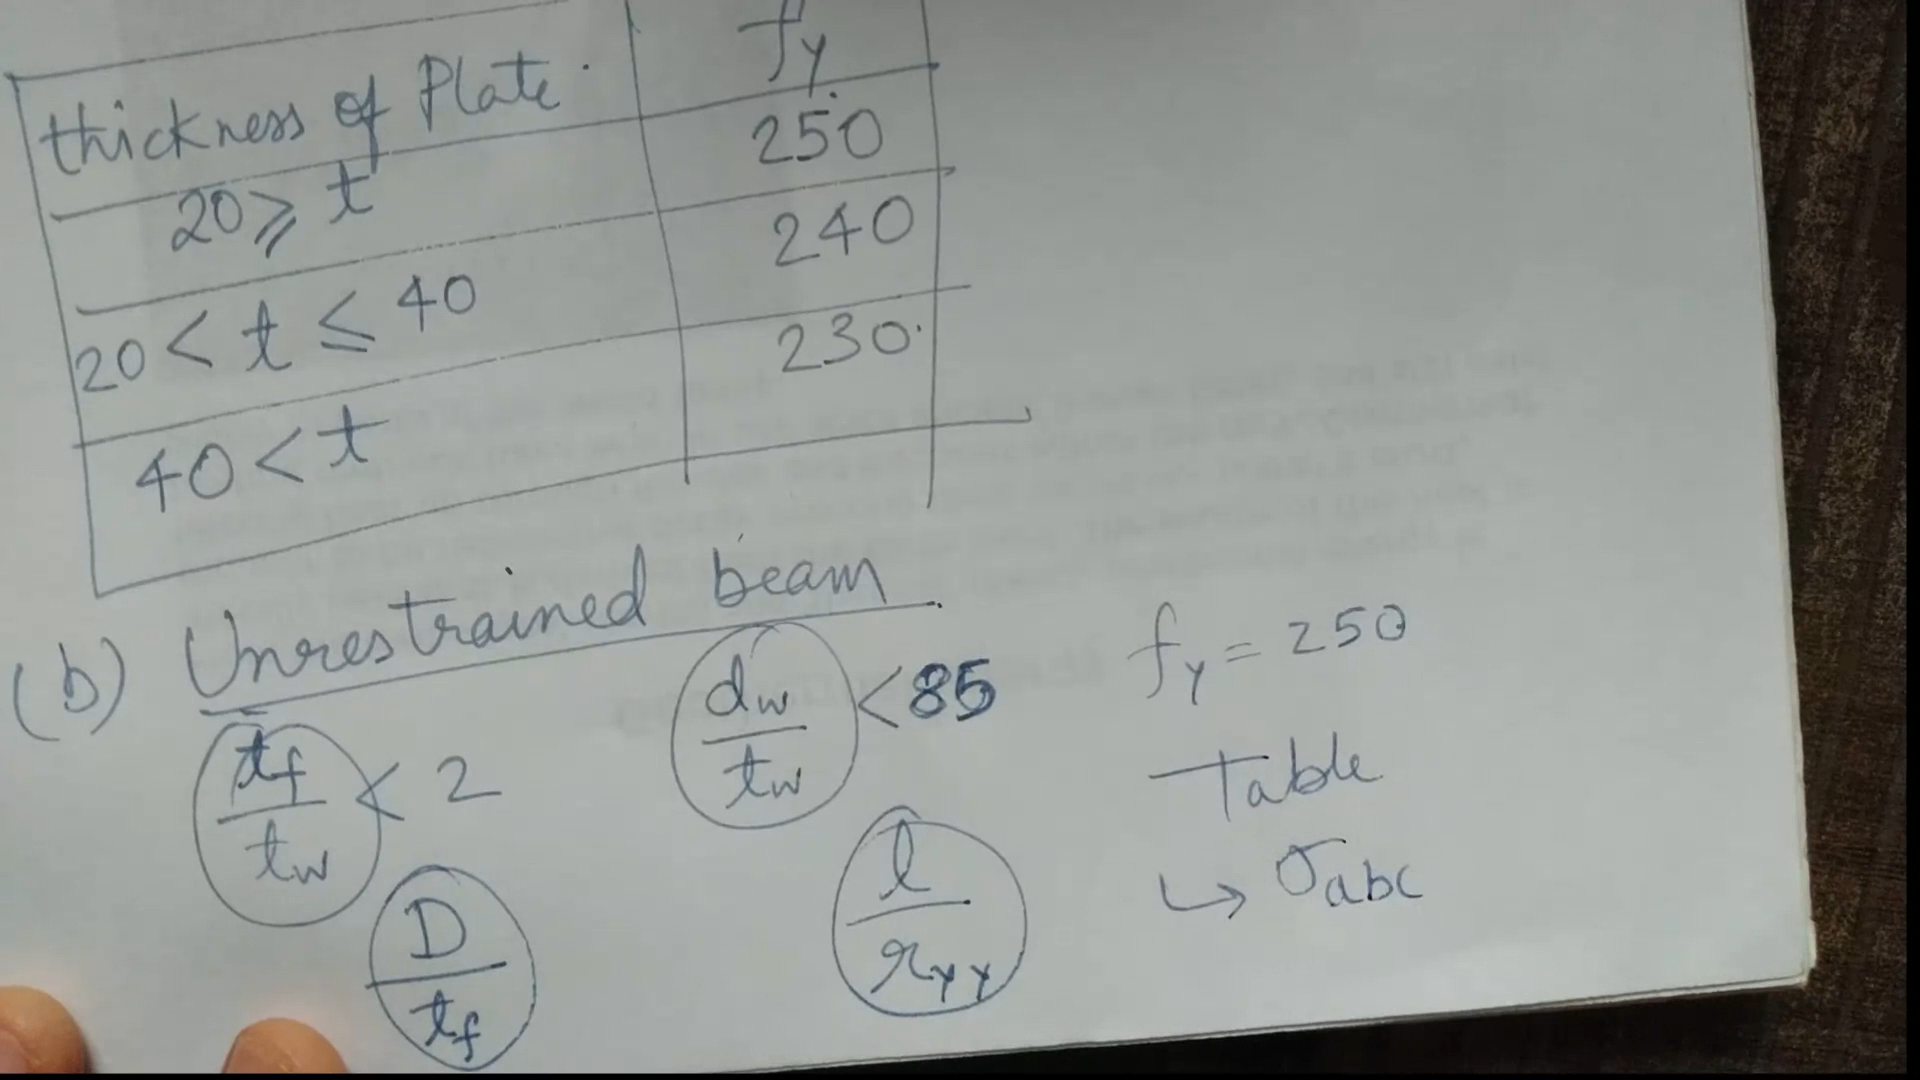 thickness of Plate. fy
20 ⩾ t 250
20 < t ≤ 40 240
40 < t 230.
(b) Unrestrained beam
tf/tw < 2 dw/tw < 85 fy = 250
D/tf l/ryy Table
↳ σabc